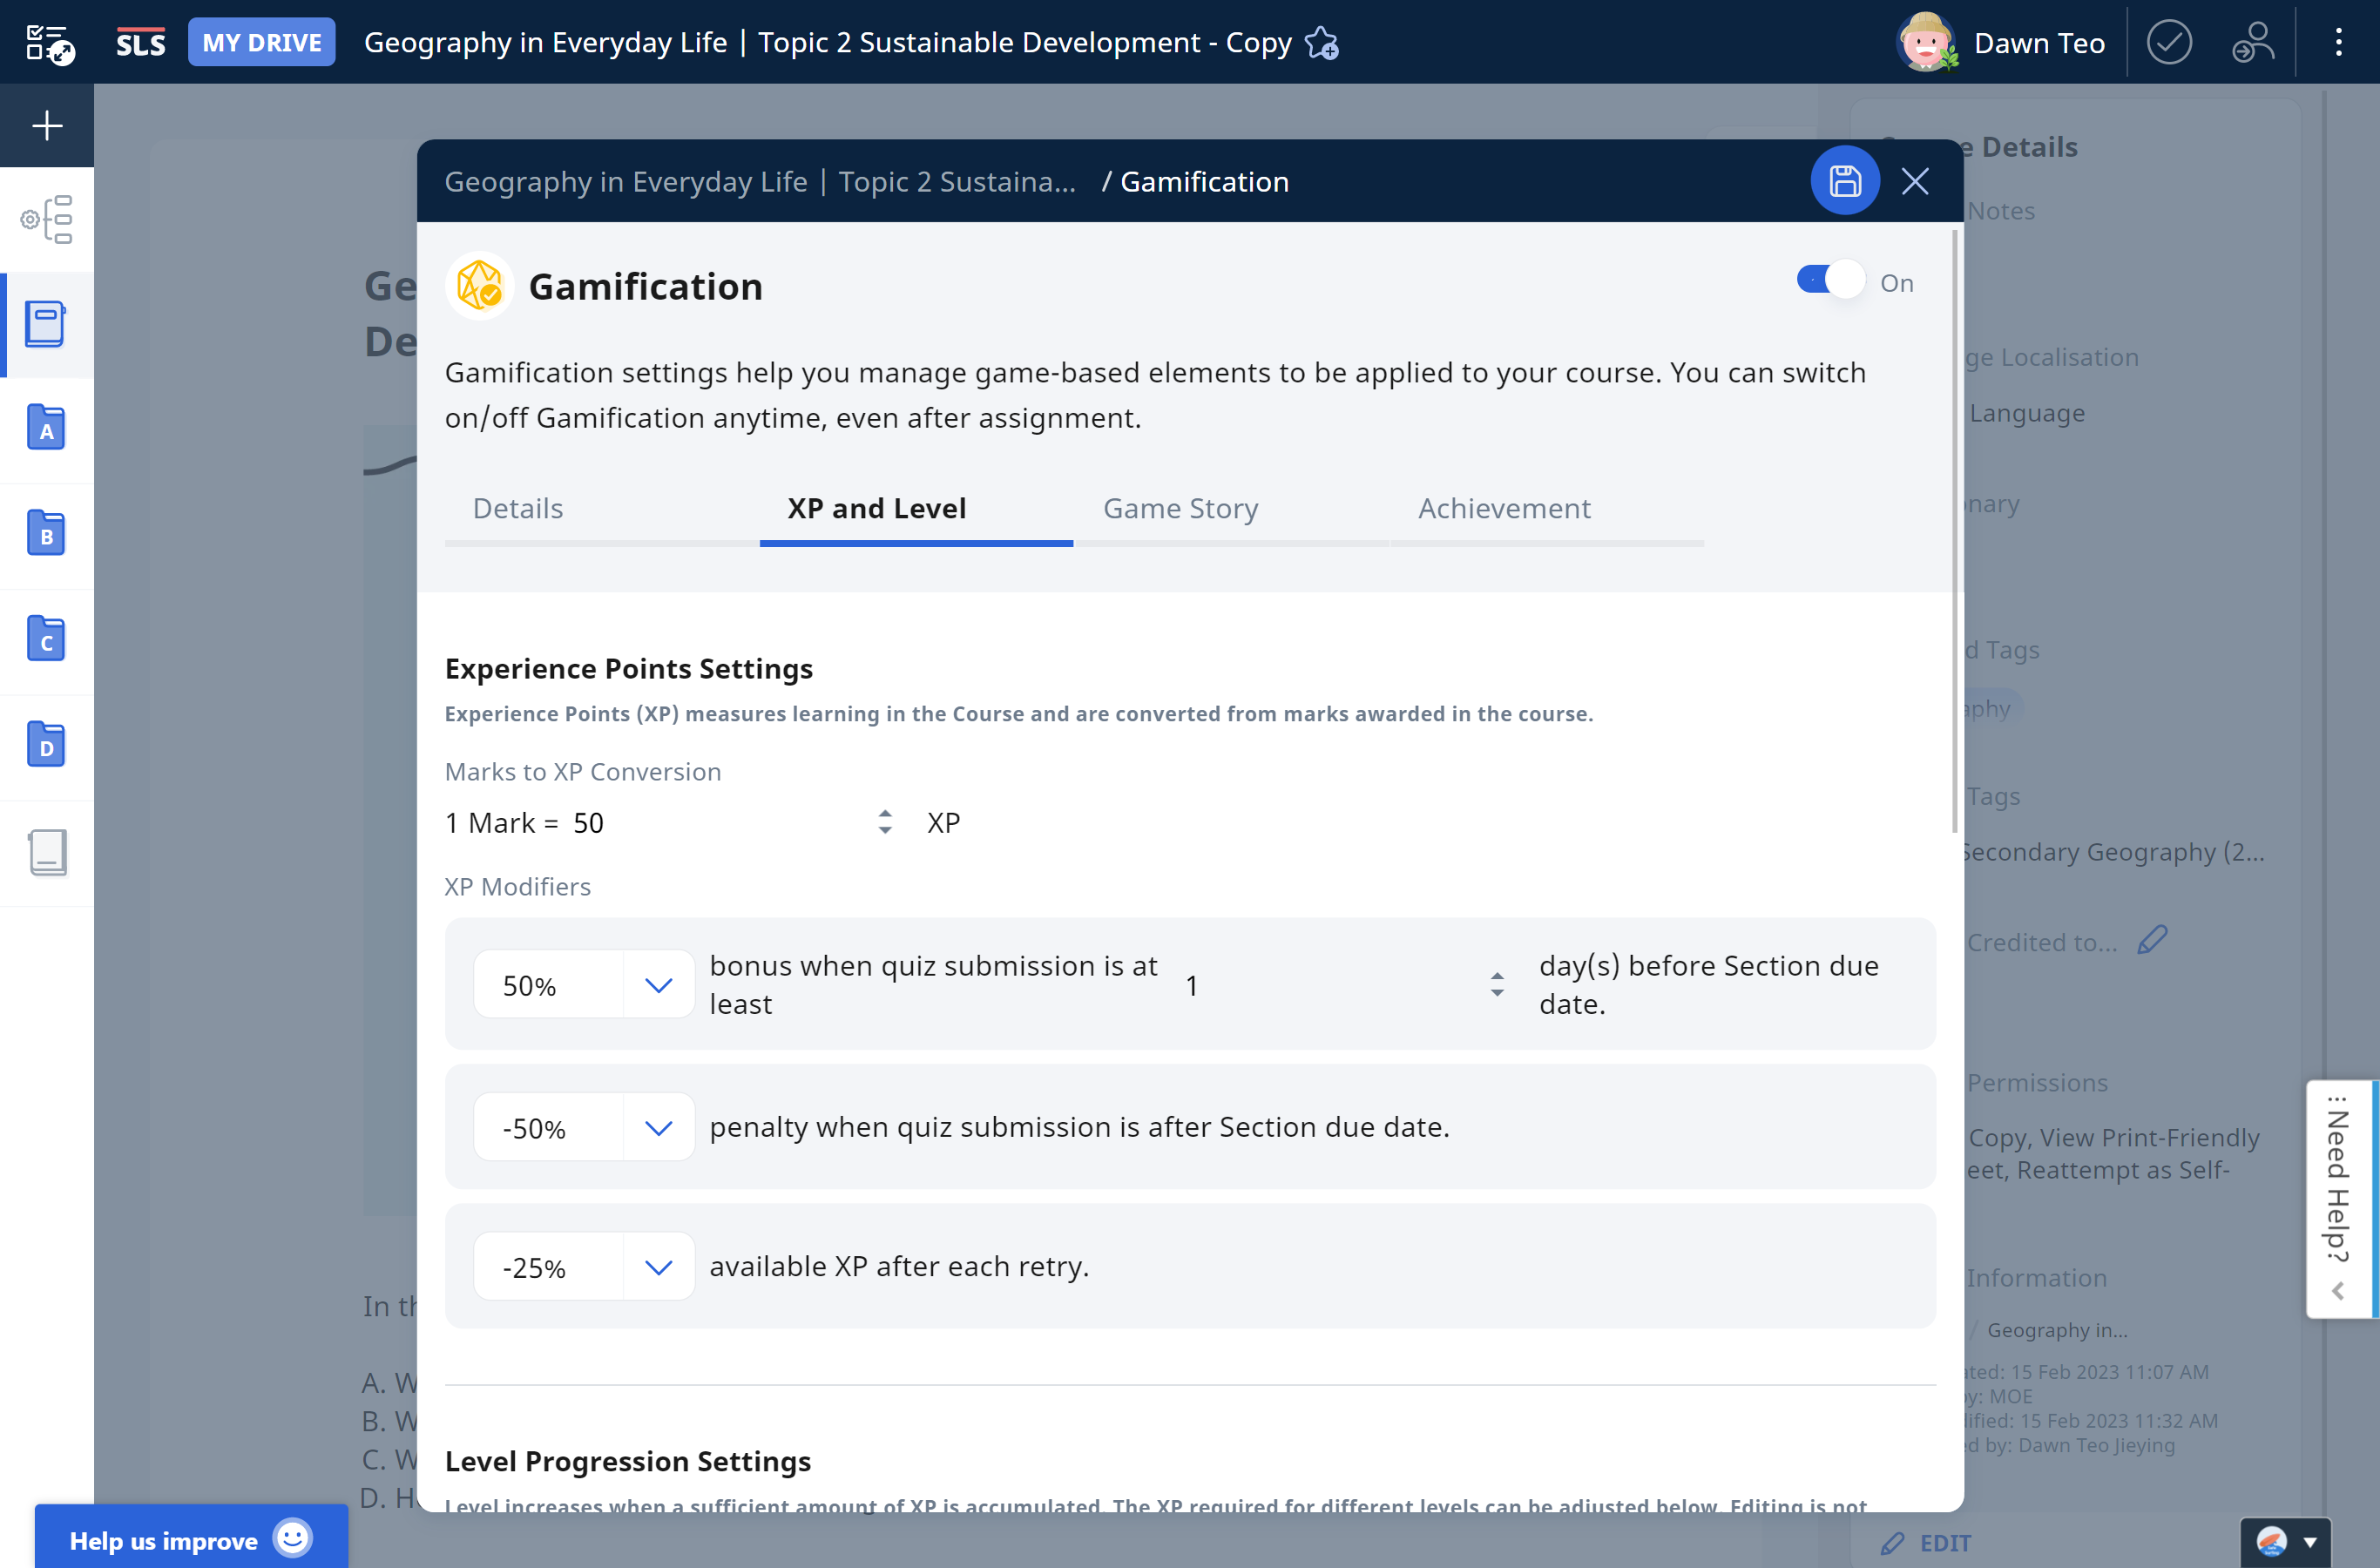 SLS
MY DRIVE
Geography in Everyday Life | Topic 2 Sustainable Development - Copy
Dawn Teo
A
B
C
D
Ge
De
In th
A. W
B. W
C. W
D. H
Geography in Everyday Life | Topic 2 Sustaina... / Gamification
Gamification
On
Gamification settings help you manage game-based elements to be applied to your course. You can switch
on/off Gamification anytime, even after assignment.
Details
XP and Level
Game Story
Achievement
Experience Points Settings
Experience Points (XP) measures learning in the Course and are converted from marks awarded in the course.
Marks to XP Conversion
1 Mark = 50 XP
XP Modifiers
50%
bonus when quiz submission is at
least
1
day(s) before Section due
date.
-50%
penalty when quiz submission is after Section due date.
-25%
available XP after each retry.
Level Progression Settings
Level increases when a sufficient amount of XP is accumulated. The XP required for different levels can be adjusted below. Editing is not
Details
Notes
Localisation
Language
Tags
Tags
Secondary Geography (2...
Credited to...
Permissions
Copy, View Print-Friendly
eet, Reattempt as Self-
Information
/ Geography in...
ated: 15 Feb 2023 11:07 AM
by: MOE
ified: 15 Feb 2023 11:32 AM
ed by: Dawn Teo Jieying
EDIT
Need Help?
Help us improve